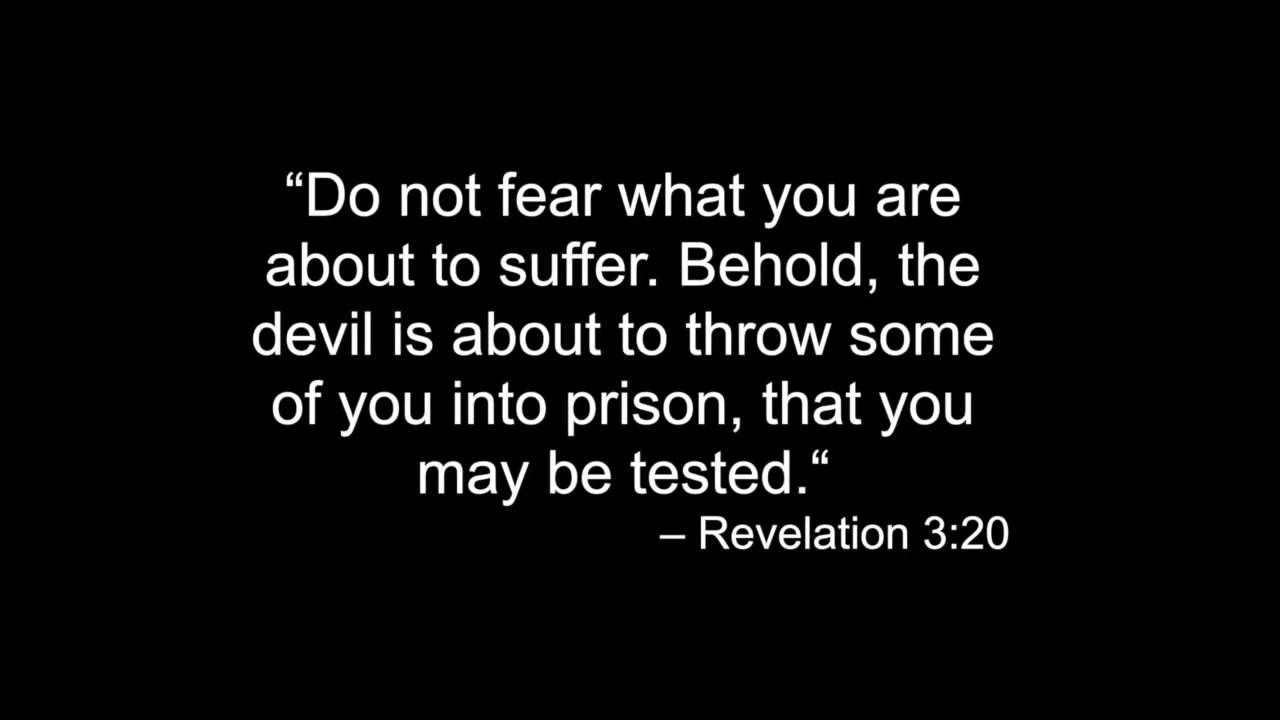 “Do not fear what you are
about to suffer. Behold, the
devil is about to throw some
of you into prison, that you
may be tested.“
– Revelation 3:20